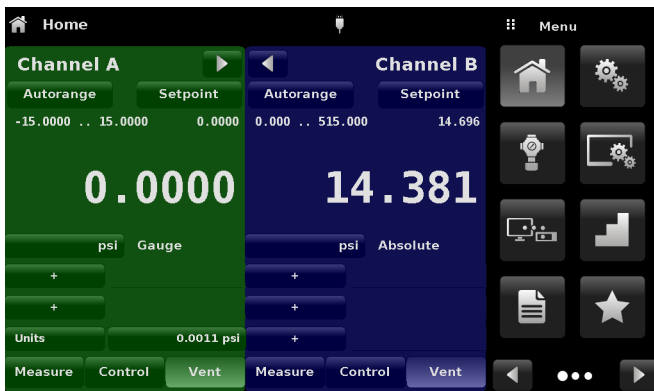 Home
Menu
Channel A
Channel B
Autorange Setpoint
Autorange Setpoint
-15.0000 .. 15.0000 0.0000
0.000 .. 515.000 14.696
0.0000
14.381
psi Gauge
psi Absolute
+
+
+
+
Units 0.0011 psi
+
Measure Control Vent
Measure Control Vent